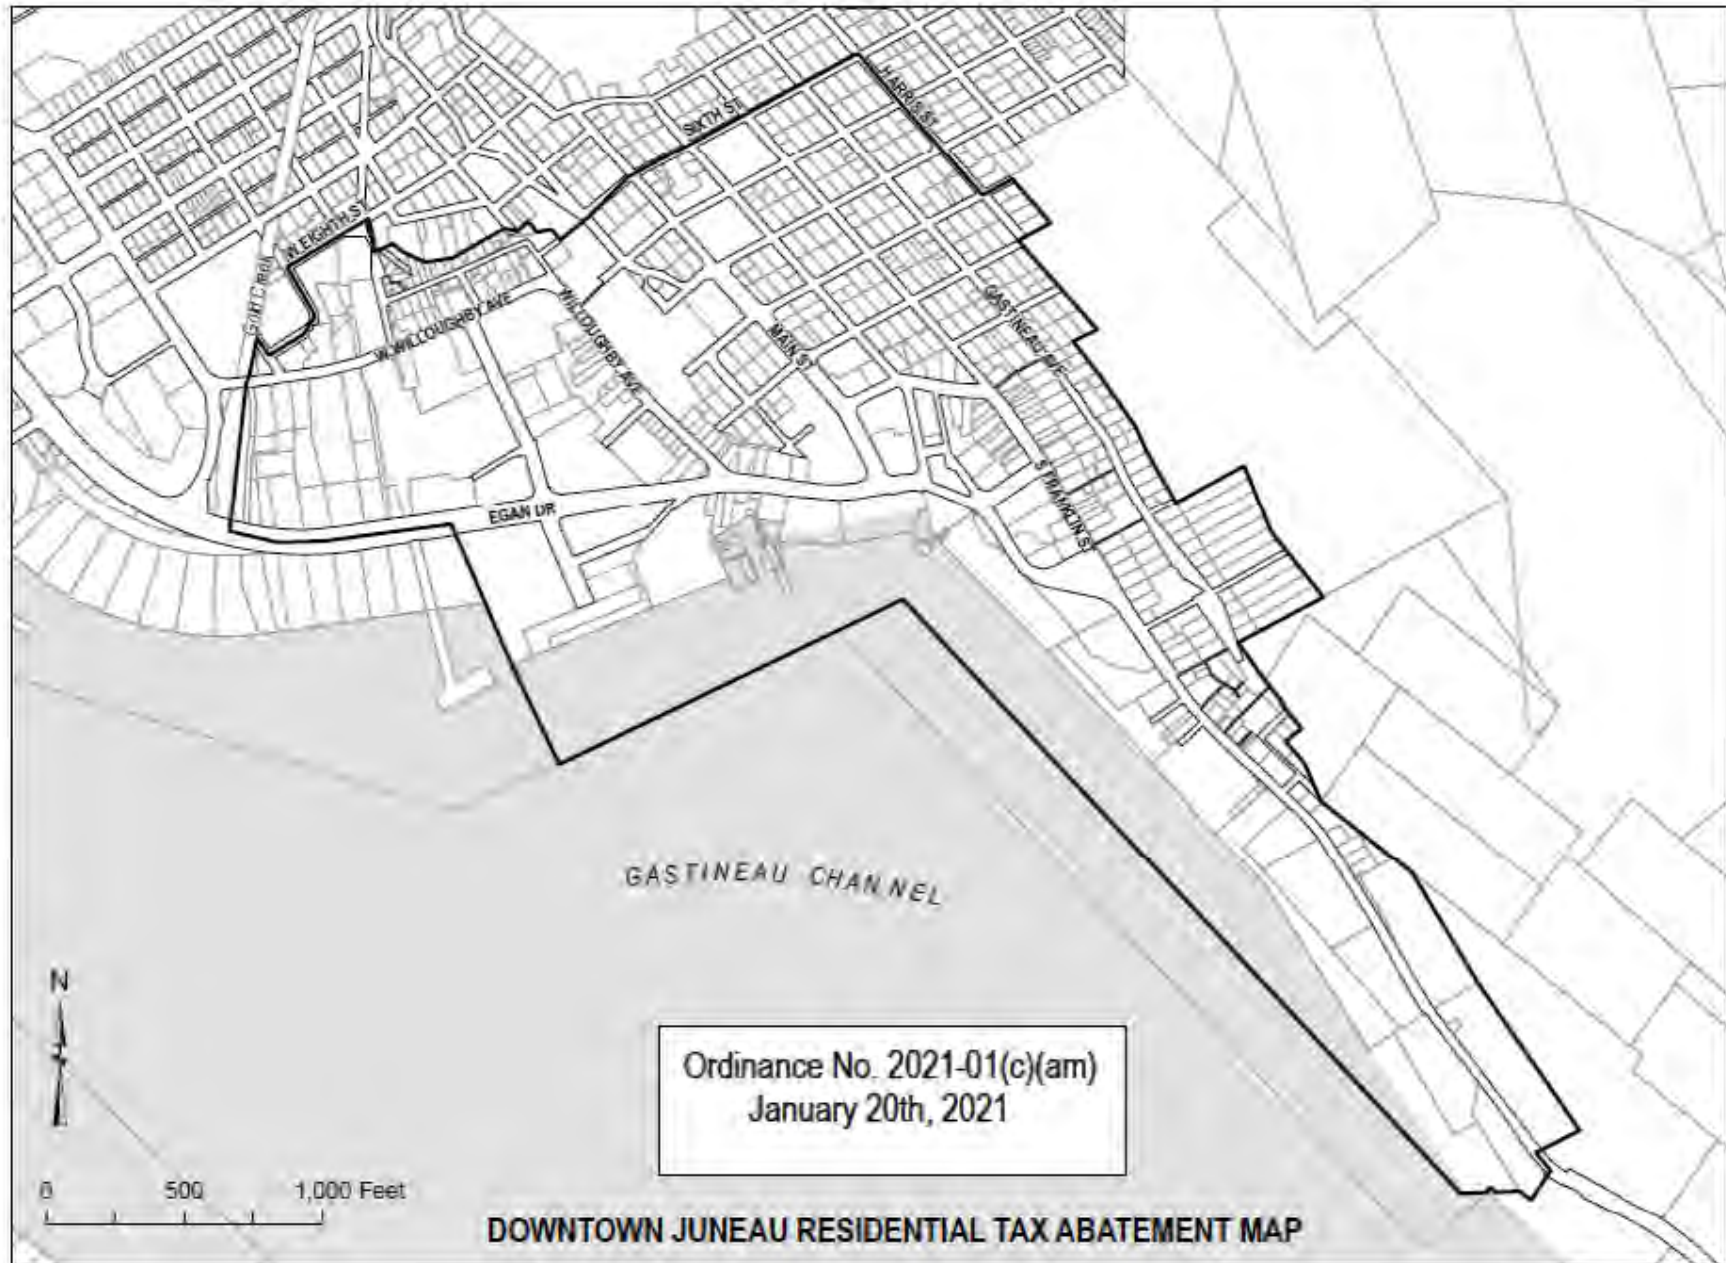 SIXTH ST
HARRIS ST
W. EIGHTH ST
Gold Creek
W. WILLOUGHBY AVE
WILLOUGHBY AVE
MAIN ST
GASTINEAU AVE
S FRANKLIN ST
EGAN DR
GASTINEAU CHANNEL
N
Ordinance No. 2021-01(c)(am)
January 20th, 2021
0 500 1,000 Feet
DOWNTOWN JUNEAU RESIDENTIAL TAX ABATEMENT MAP